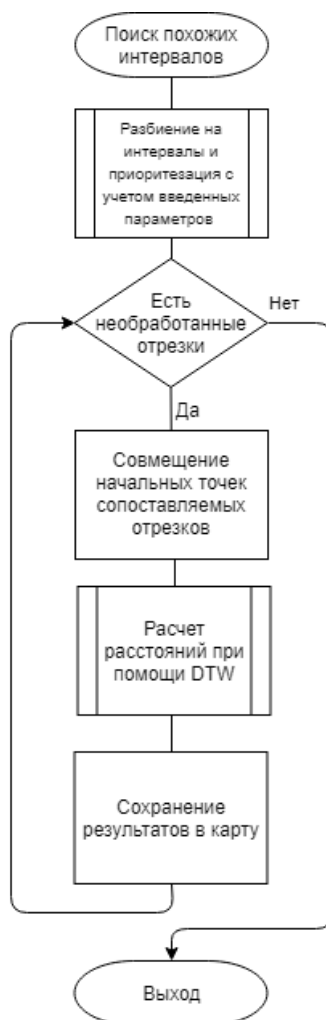 Поиск похожих
интервалов
Разбиение на
интервалы и
приоритезация с
учетом введенных
параметров
Есть
необработанные
отрезки
Нет
Да
Совмещение
начальных точек
сопоставляемых
отрезков
Расчет
расстояний при
помощи DTW
Сохранение
результатов в карту
Выход